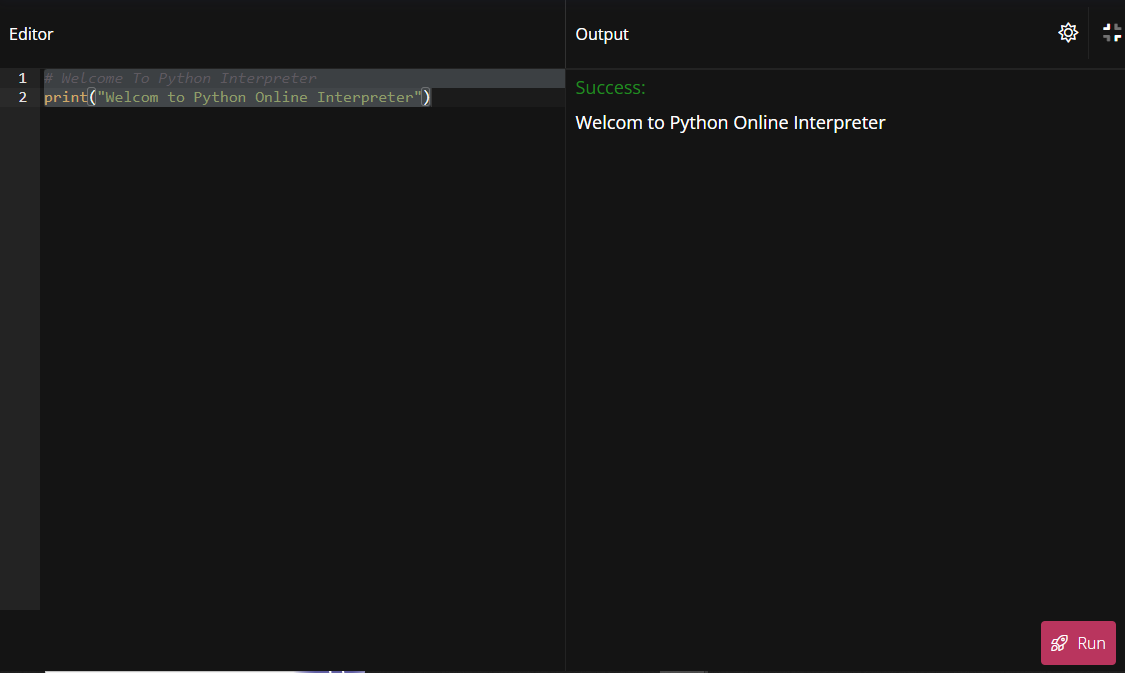 Editor
Output
1 # Welcome To Python Interpreter
2 print("Welcom to Python Online Interpreter")
Success:
Welcom to Python Online Interpreter
Run